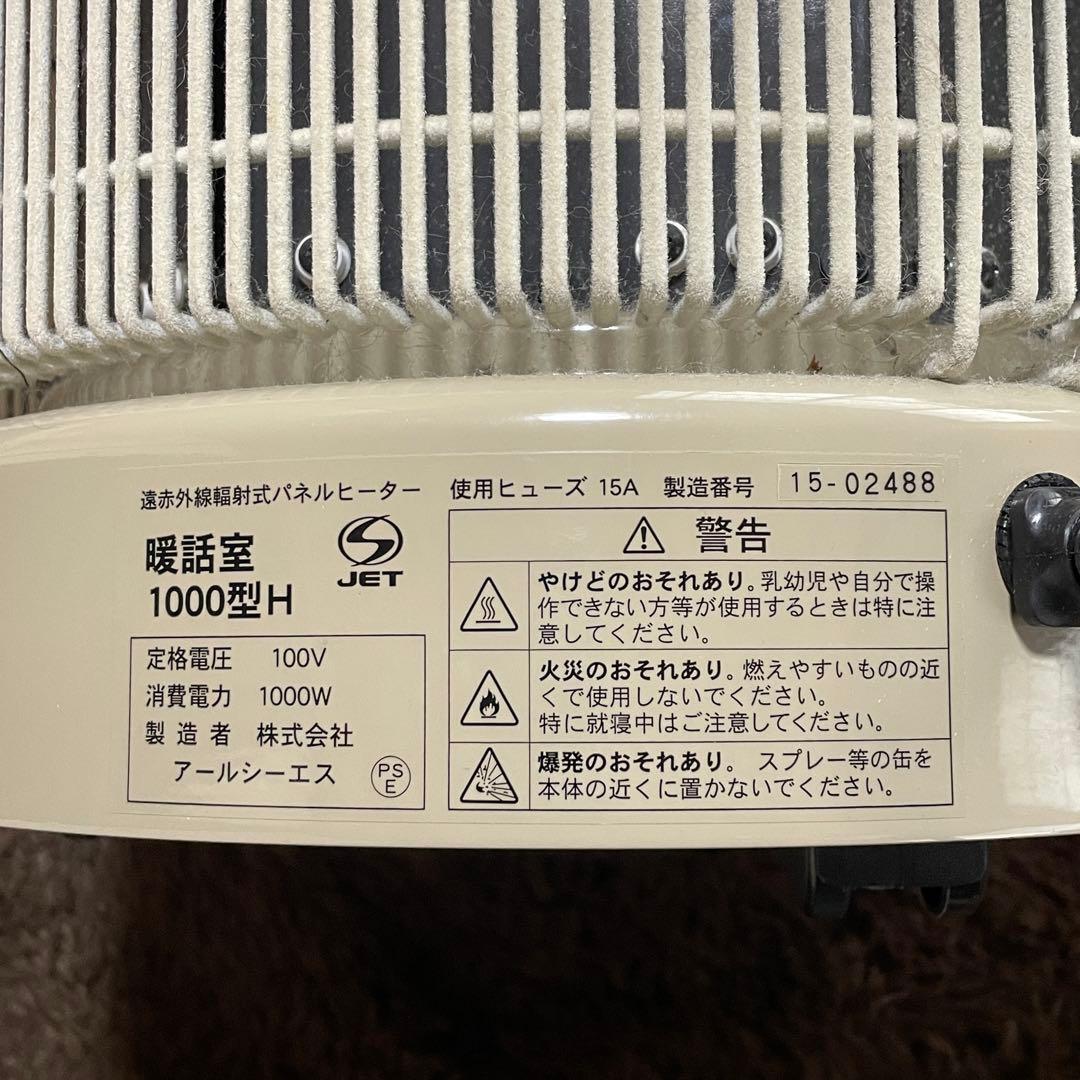 遠赤外線輻射式パネルヒーター
暖話室
1000型H
JET
定格電圧 100V
消費電力 1000W
製造者 株式会社
アールシーエス
PS
E
使用ヒューズ 15A 製造番号 15-02488
警告
やけどのおそれあり。乳幼児や自分で操
作できない方等が使用するときは特に注
意してください。
火災のおそれあり。燃えやすいものの近
くで使用しないでください。
特に就寝中はご注意してください。
爆発のおそれあり。 スプレー等の缶を
本体の近くに置かないでください。